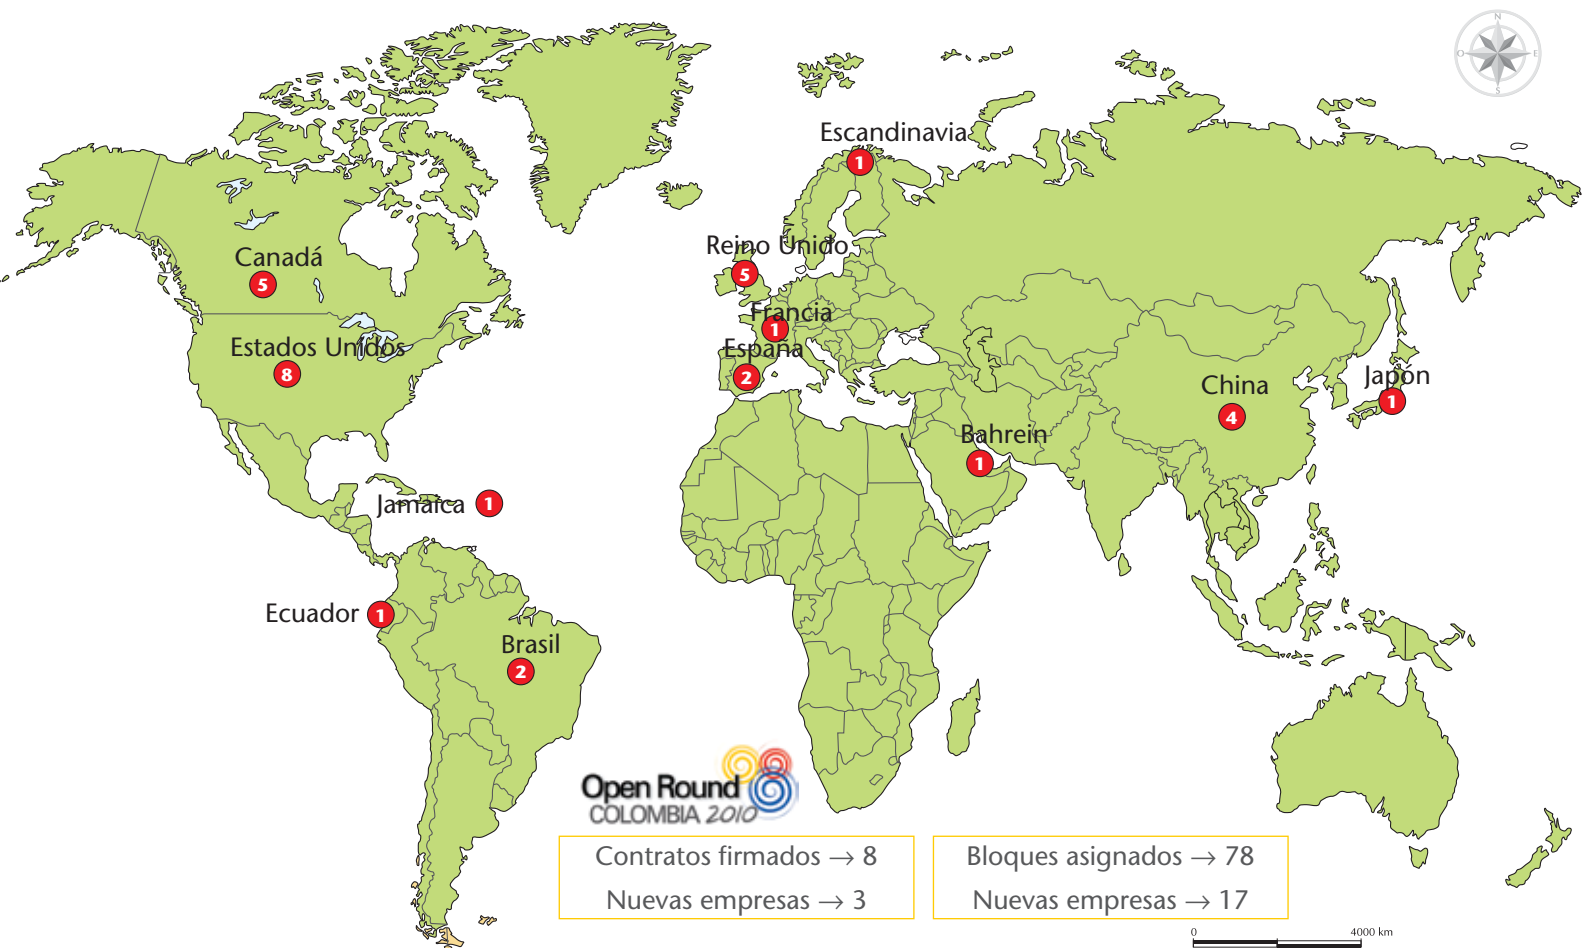 N
O
E
S
Escandinavia
1
Reino Unido
5
Canadá
5
Francia
1
Estados Unidos
8
España
2
China
4
Japón
1
Bahrein
1
Jamaica
1
Ecuador
1
Brasil
2
Open Round
COLOMBIA 2010
Contratos firmados → 8
Nuevas empresas → 3
Bloques asignados → 78
Nuevas empresas → 17
0 4000 km